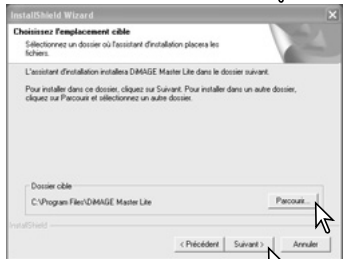 InstallShield Wizard
Choisissez l'emplacement cible
Sélectionnez un dossier où l'assistant d'installation placera les
fichiers.
L'assistant d'installation installera DiMAGE Master Lite dans le dossier suivant.
Pour installer dans ce dossier, cliquez sur Suivant. Pour installer dans un autre dossier,
cliquez sur Parcourir et sélectionnez un autre dossier.
Dossier cible
C:\Program Files\DiMAGE Master Lite
Parcourir...
InstallShield
< Précédent
Suivant >
Annuler